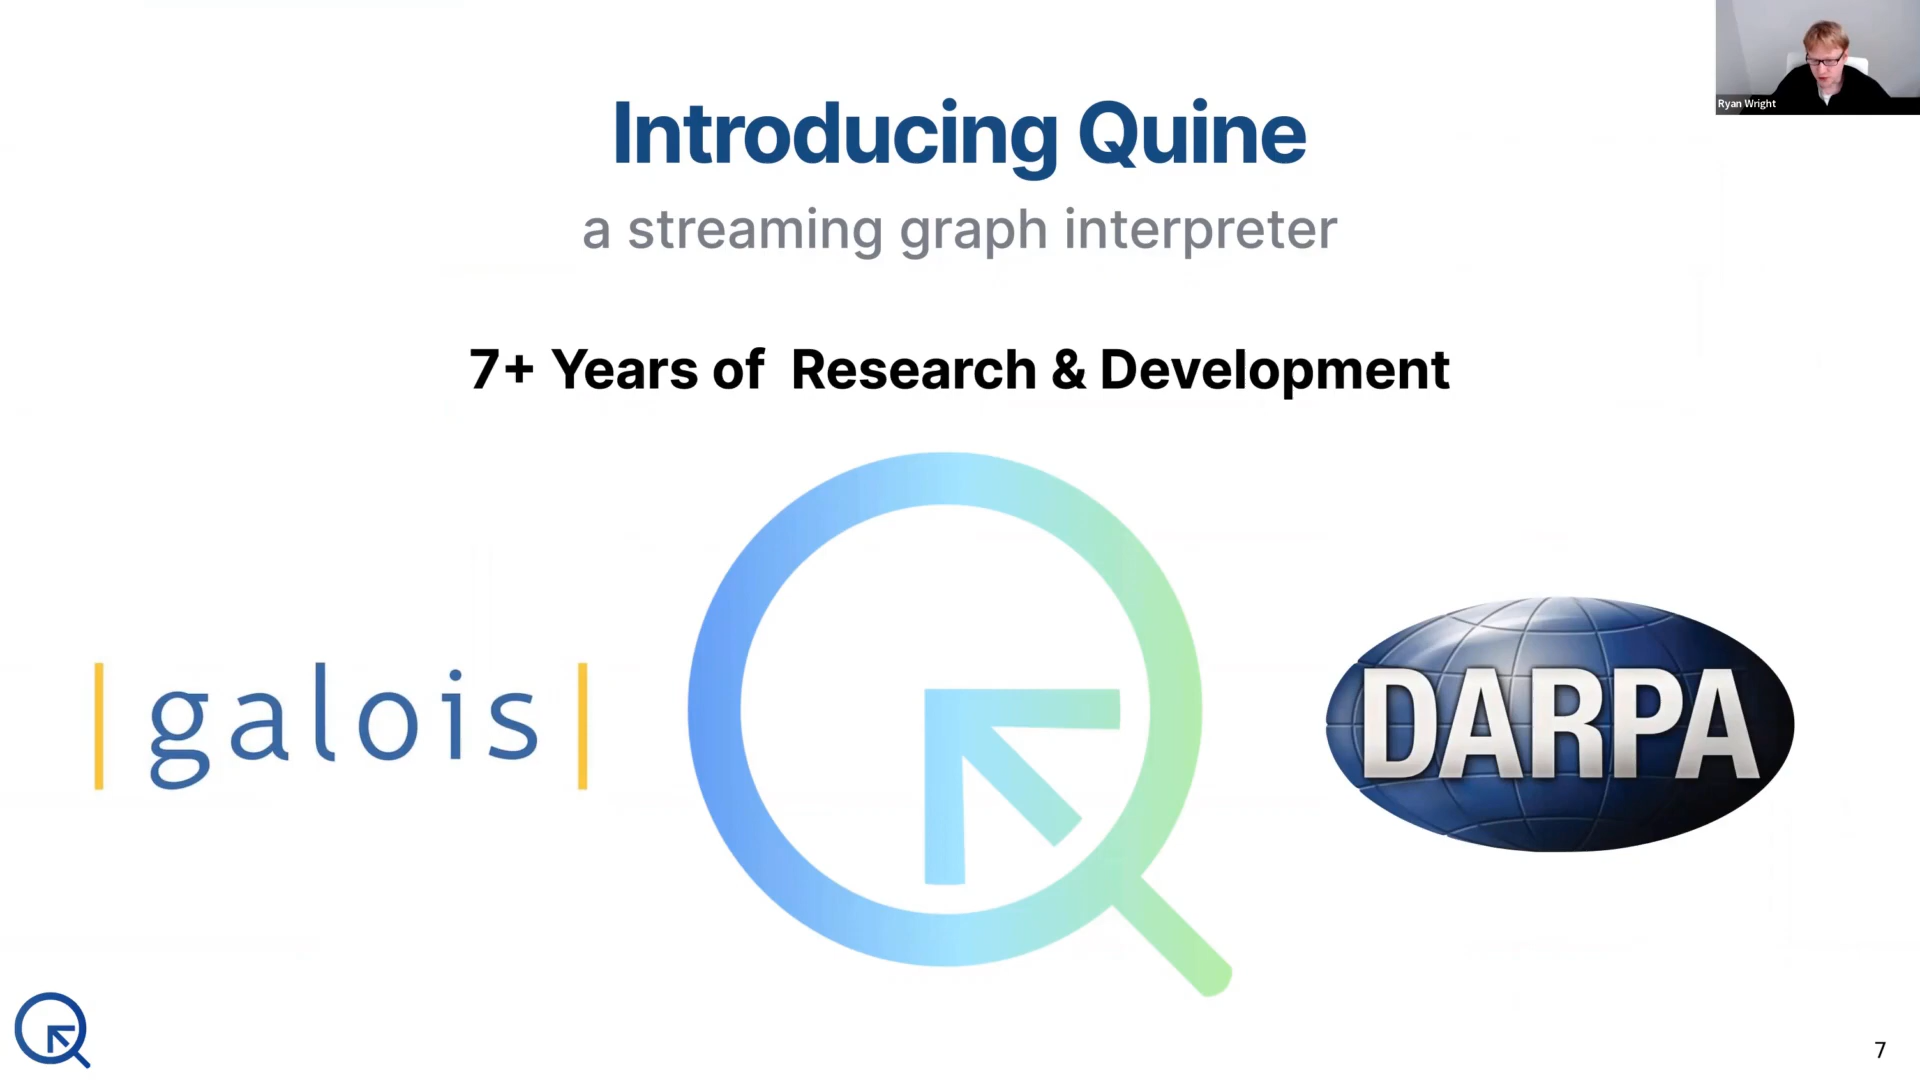 Ryan Wright
Introducing Quine
a streaming graph interpreter
7+ Years of Research & Development
|galois|
DARPA
7